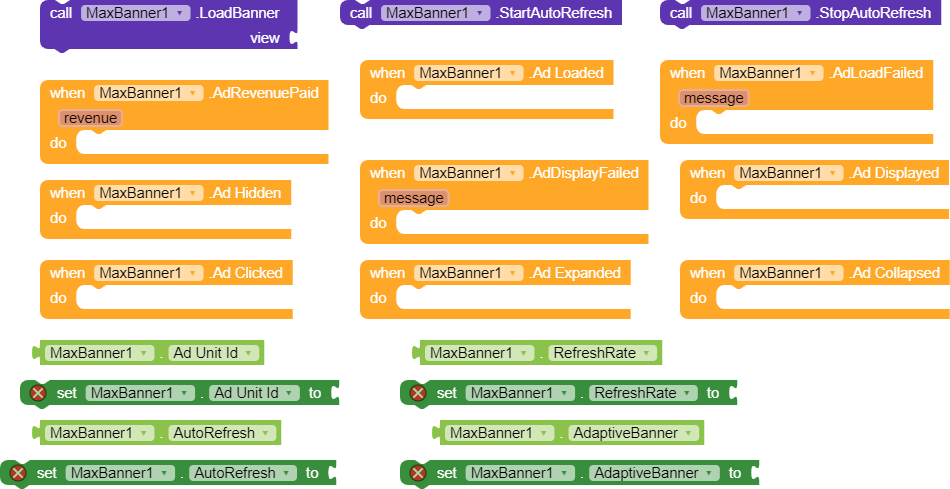 call MaxBanner1 .LoadBanner
view
call MaxBanner1 .StartAutoRefresh
call MaxBanner1 .StopAutoRefresh
when MaxBanner1 .AdRevenuePaid
revenue
do
when MaxBanner1 .Ad Loaded
do
when MaxBanner1 .AdLoadFailed
message
do
when MaxBanner1 .Ad Hidden
do
when MaxBanner1 .AdDisplayFailed
message
do
when MaxBanner1 .Ad Displayed
do
when MaxBanner1 .Ad Clicked
do
when MaxBanner1 .Ad Expanded
do
when MaxBanner1 .Ad Collapsed
do
MaxBanner1 . Ad Unit Id
MaxBanner1 . RefreshRate
set MaxBanner1 . Ad Unit Id to
set MaxBanner1 . RefreshRate to
MaxBanner1 . AutoRefresh
MaxBanner1 . AdaptiveBanner
set MaxBanner1 . AutoRefresh to
set MaxBanner1 . AdaptiveBanner to